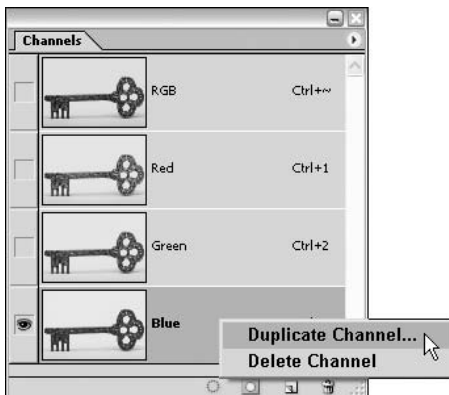 Channels
RGB Ctrl+~
Red Ctrl+1
Green Ctrl+2
Blue
Duplicate Channel...
Delete Channel